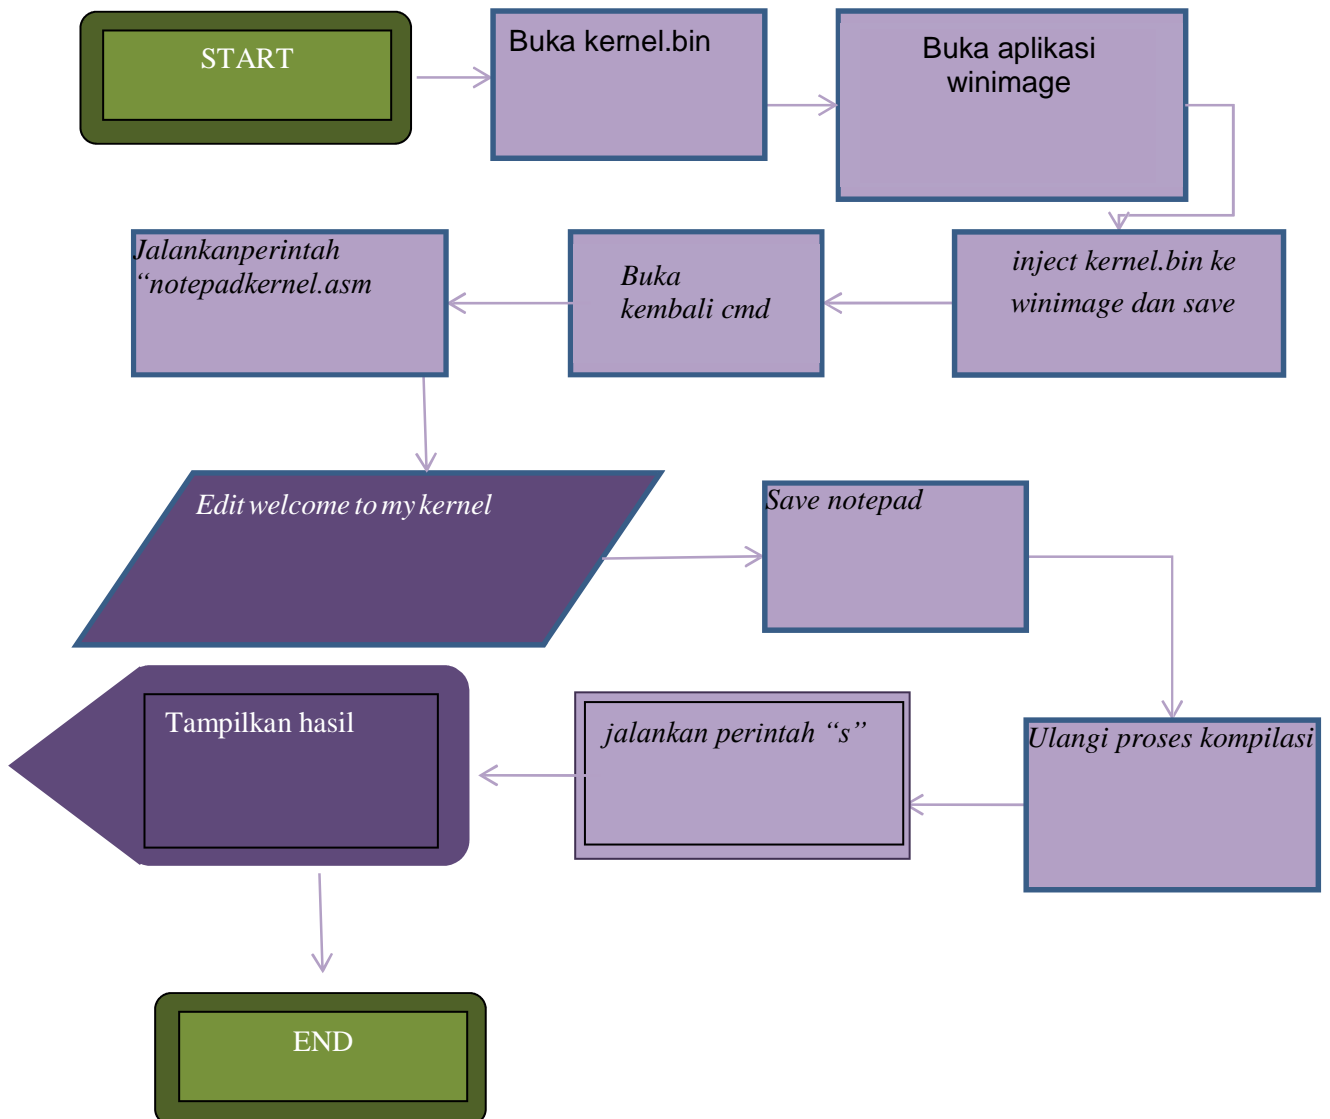 START
Buka kernel.bin
Buka aplikasi
winimage
inject kernel.bin ke
winimage dan save
Buka
kembali cmd
Jalankanperintah
“notepadkernel.asm
Edit welcome to my kernel
Save notepad
Ulangi proses kompilasi
jalankan perintah “s”
Tampilkan hasil
END